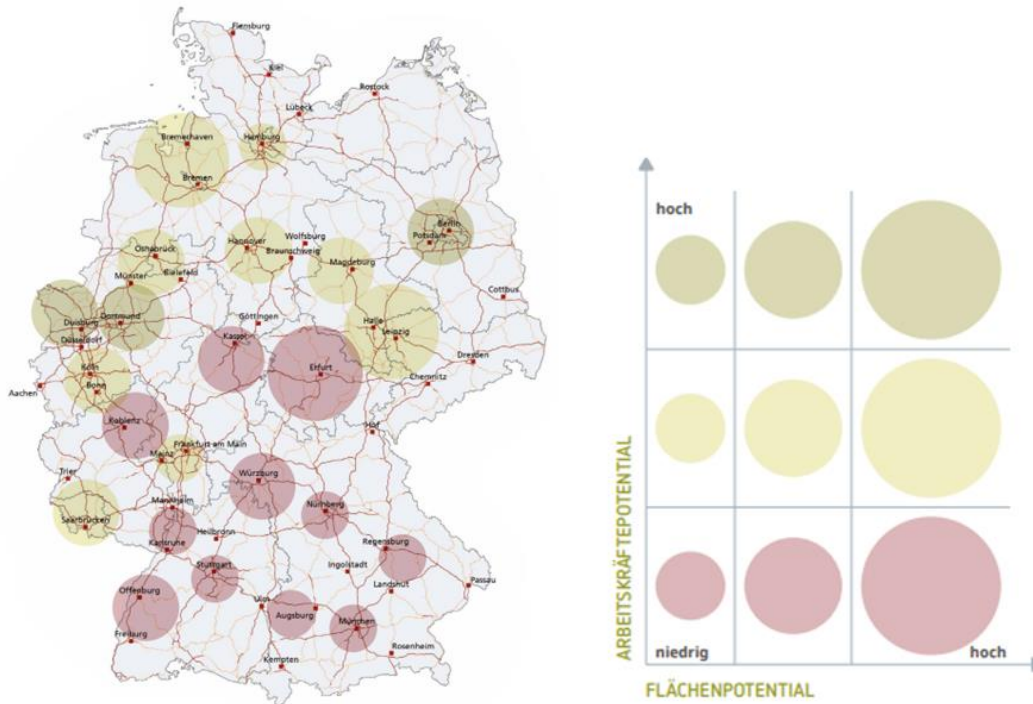 Flensburg
Kiel
Rostock
Lübeck
Bremerhaven
Hamburg
Bremen
Berlin
Potsdam
Osnabrück
Hannover
Wolfsburg
Braunschweig
Magdeburg
Münster
Bielefeld
Cottbus
Duisburg
Dortmund
Göttingen
Halle
Leipzig
Düsseldorf
Kassel
Dresden
Köln
Erfurt
Chemnitz
Aachen
Bonn
Koblenz
Hof
Frankfurt am Main
Mainz
Trier
Würzburg
Mannheim
Nürnberg
Saarbrücken
Heilbronn
Karlsruhe
Regensburg
Stuttgart
Ingolstadt
Passau
Offenburg
Landshut
Ulm
Augsburg
München
Freiburg
Rosenheim
Kempten
hoch
ARBEITSKRÄFTEPOTENTIAL
niedrig
hoch
FLÄCHENPOTENTIAL